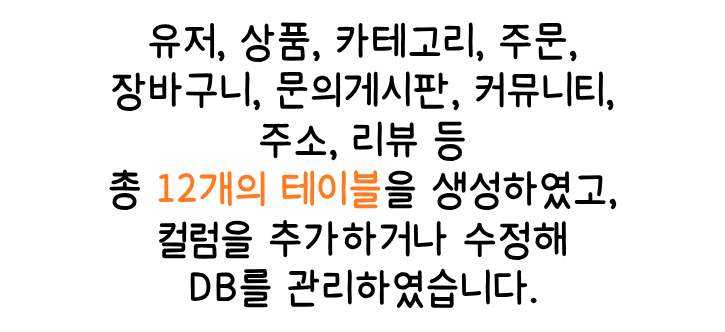 유저, 상품, 카테고리, 주문,
장바구니, 문의게시판, 커뮤니티,
주소, 리뷰 등
총 12개의 테이블을 생성하였고,
컬럼을 추가하거나 수정해
DB를 관리하였습니다.